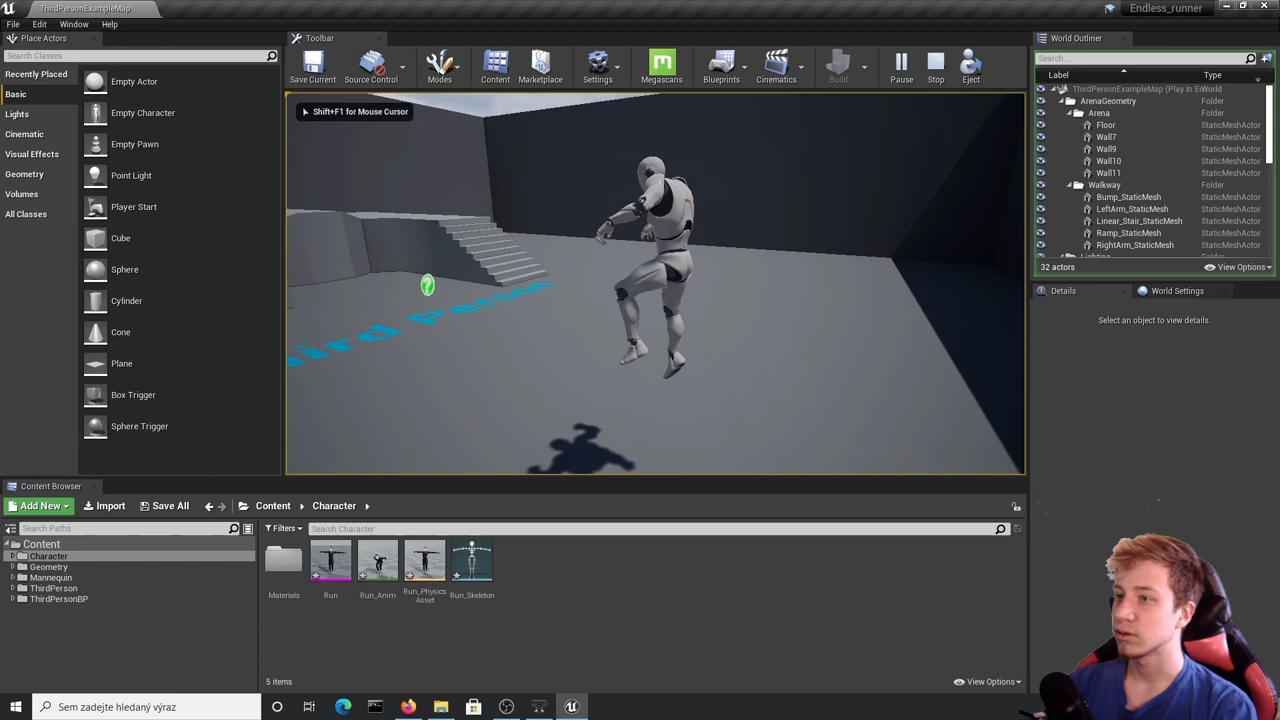 ThirdPersonExampleMap
Endless_runner
File Edit Window Help
Place Actors
Search Classes
Recently Placed
Basic
Lights
Cinematic
Visual Effects
Geometry
Volumes
All Classes
Empty Actor
Empty Character
Empty Pawn
Point Light
Player Start
Cube
Sphere
Cylinder
Cone
Plane
Box Trigger
Sphere Trigger
Toolbar
Save Current
Source Control
Modes
Content
Marketplace
Settings
Megascans
Blueprints
Cinematics
Build
Pause
Stop
Eject
Shift+F1 for Mouse Cursor
ird Person
World Outliner
Search...
Label Type
ThirdPersonExampleMap (Play In Ed World
ArenaGeometry Folder
Arena Folder
Floor StaticMeshActor
Wall7 StaticMeshActor
Wall9 StaticMeshActor
Wall10 StaticMeshActor
Wall11 StaticMeshActor
Walkway Folder
Bump_StaticMesh StaticMeshActor
LeftArm_StaticMesh StaticMeshActor
Linear_Stair_StaticMesh StaticMeshActor
Ramp_StaticMesh StaticMeshActor
RightArm_StaticMesh StaticMeshActor
Lighting Folder
32 actors View Options
Details World Settings
Select an object to view details.
Content Browser
Add New Import Save All Content Character
Search Paths
Filters Search Character
Content
Character
Geometry
Mannequin
ThirdPerson
ThirdPersonBP
Materials
Run
Run_Anim
Run_Physics
Asset
Run_Skeleton
5 items View Options
Sem zadejte hledaný výraz